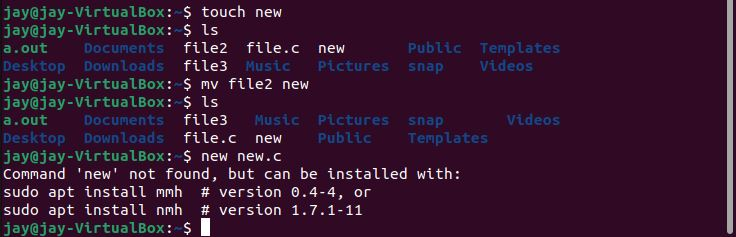 jay@jay-VirtualBox:~$ touch new
jay@jay-VirtualBox:~$ ls
a.out    Documents  file2  file.c  new       Public  Templates
Desktop  Downloads  file3  Music   Pictures  snap    Videos
jay@jay-VirtualBox:~$ mv file2 new
jay@jay-VirtualBox:~$ ls
a.out    Documents  file3   Music  Pictures  snap       Videos
Desktop  Downloads  file.c  new    Public    Templates
jay@jay-VirtualBox:~$ new new.c
Command 'new' not found, but can be installed with:
sudo apt install mmh  # version 0.4-4, or
sudo apt install nmh  # version 1.7.1-11
jay@jay-VirtualBox:~$